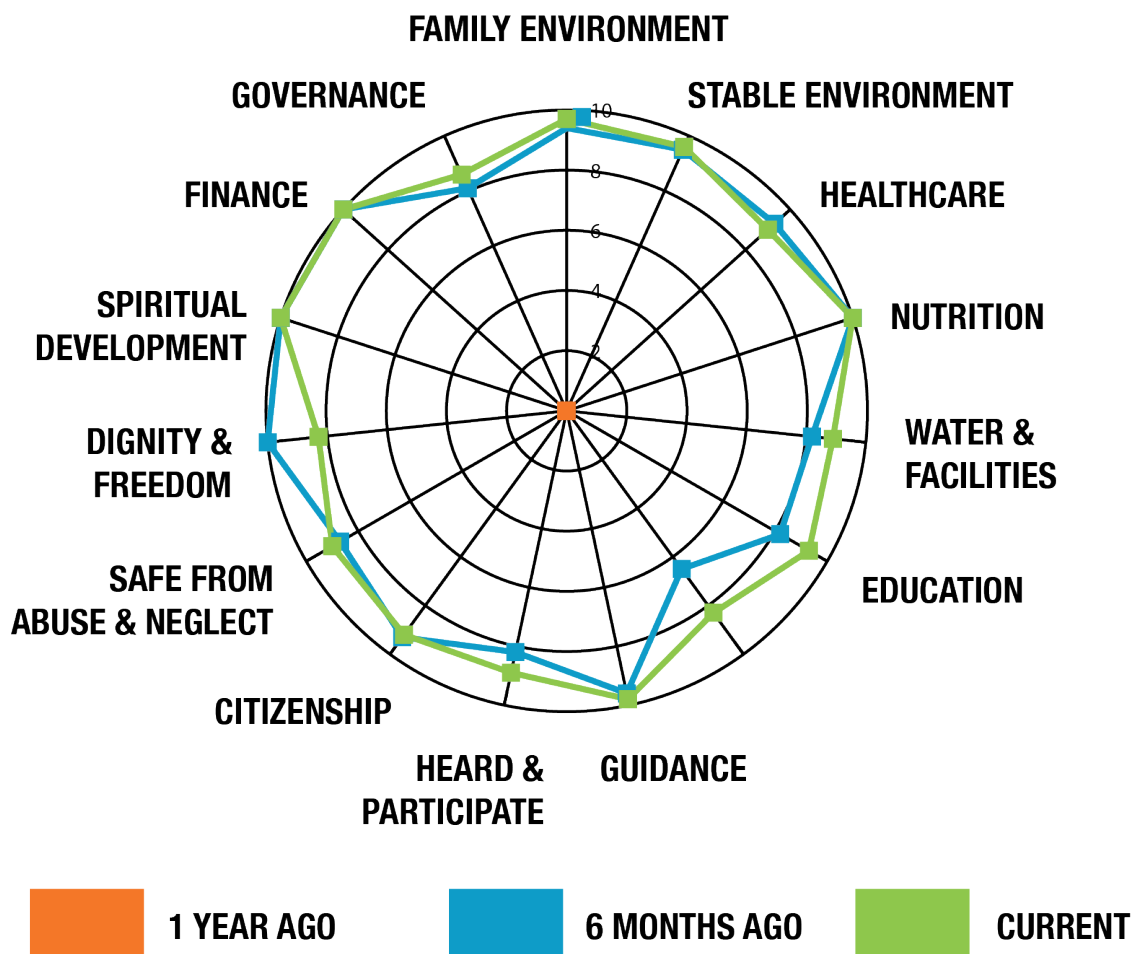 FAMILY ENVIRONMENT
GOVERNANCE
STABLE ENVIRONMENT
10
8
6
4
2
FINANCE
HEALTHCARE
SPIRITUAL
DEVELOPMENT
NUTRITION
DIGNITY &
FREEDOM
WATER &
FACILITIES
SAFE FROM
ABUSE & NEGLECT
EDUCATION
CITIZENSHIP
HEARD &
PARTICIPATE
GUIDANCE
1 YEAR AGO
6 MONTHS AGO
CURRENT